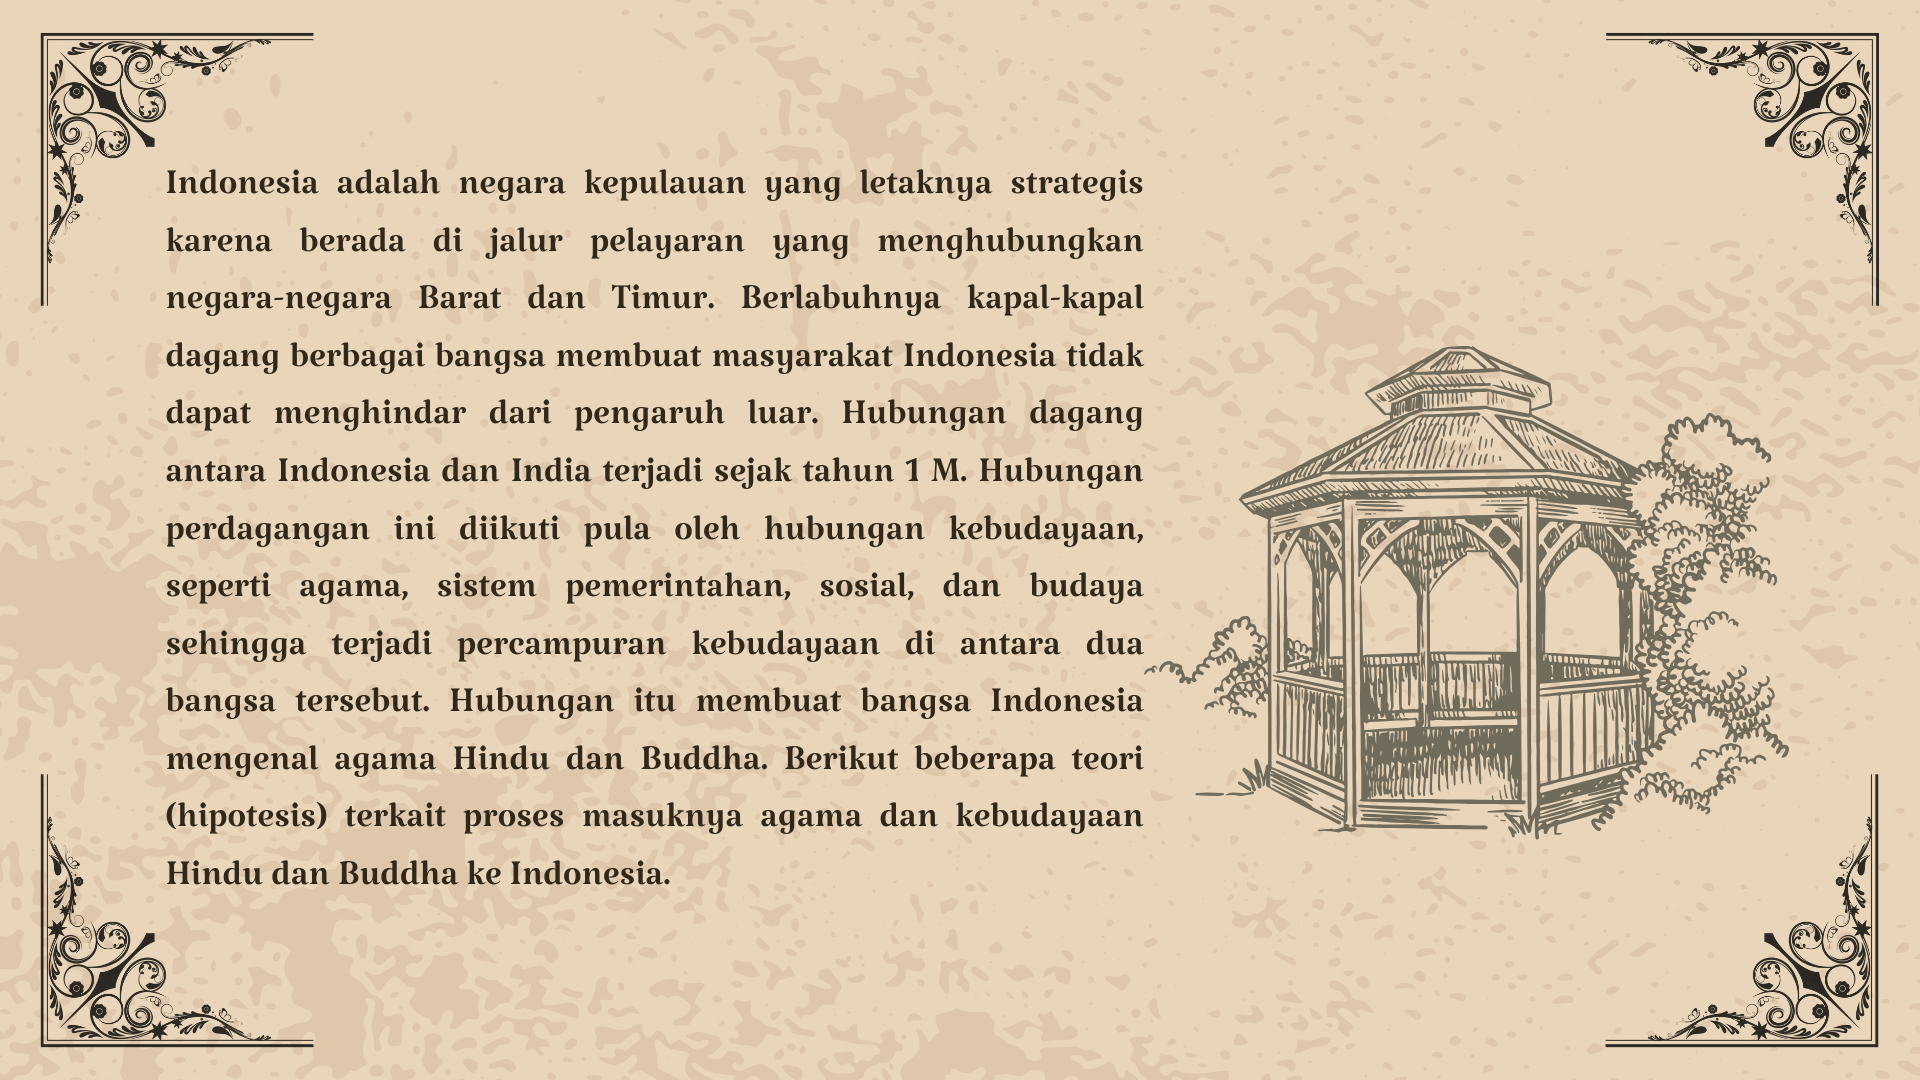 Indonesia adalah negara kepulauan yang letaknya strategis
karena berada di jalur pelayaran yang menghubungkan
negara-negara Barat dan Timur. Berlabuhnya kapal-kapal
dagang berbagai bangsa membuat masyarakat Indonesia tidak
dapat menghindar dari pengaruh luar. Hubungan dagang
antara Indonesia dan India terjadi sejak tahun 1 M. Hubungan
perdagangan ini diikuti pula oleh hubungan kebudayaan,
seperti agama, sistem pemerintahan, sosial, dan budaya
sehingga terjadi percampuran kebudayaan di antara dua
bangsa tersebut. Hubungan itu membuat bangsa Indonesia
mengenal agama Hindu dan Buddha. Berikut beberapa teori
(hipotesis) terkait proses masuknya agama dan kebudayaan
Hindu dan Buddha ke Indonesia.